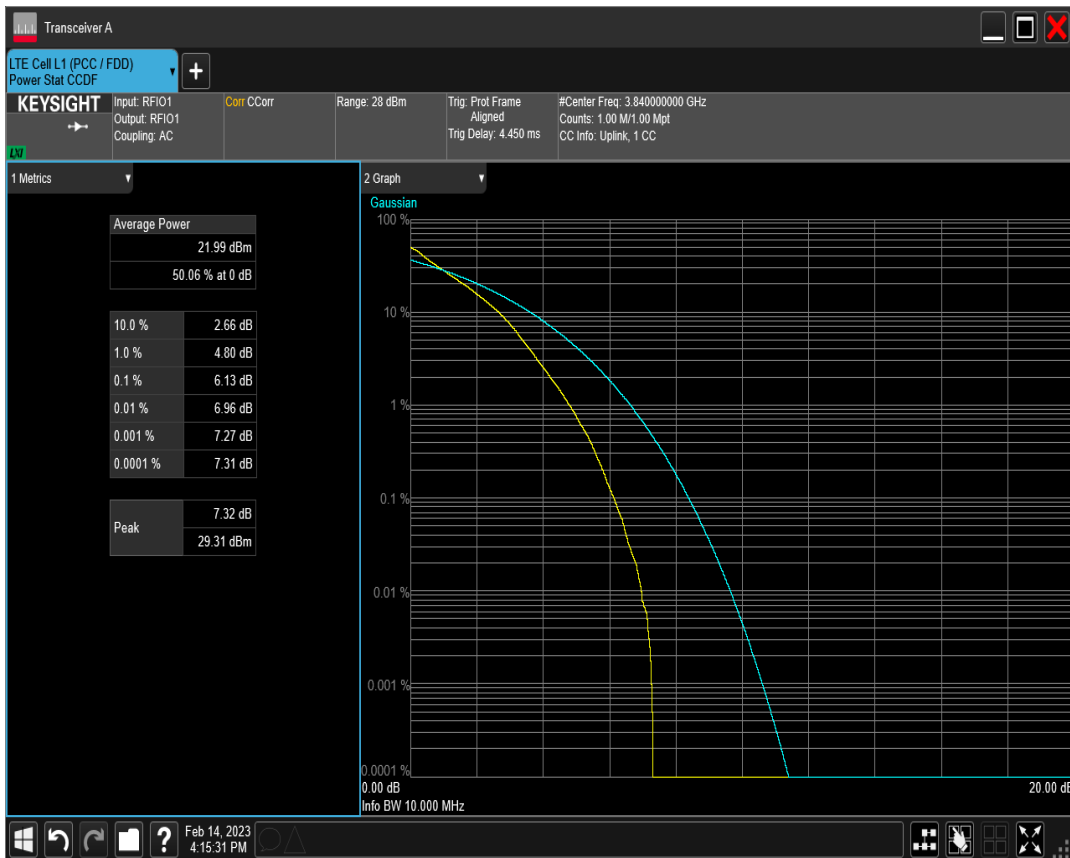 Transceiver A
LTE Cell L1 (PCC / FDD)
Power Stat CCDF
KEYSIGHT
LXI
Input: RFIO1
Output: RFIO1
Coupling: AC
Corr CCorr
Range: 28 dBm
Trig: Prot Frame
Aligned
Trig Delay: 4.450 ms
#Center Freq: 3.840000000 GHz
Counts: 1.00 M/1.00 Mpt
CC Info: Uplink, 1 CC
1 Metrics
Average Power
21.99 dBm
50.06 % at 0 dB
10.0 % 2.66 dB
1.0 % 4.80 dB
0.1 % 6.13 dB
0.01 % 6.96 dB
0.001 % 7.27 dB
0.0001 % 7.31 dB
Peak
7.32 dB
29.31 dBm
2 Graph
Gaussian
100 %
10 %
1 %
0.1 %
0.01 %
0.001 %
0.0001 %
0.00 dB
20.00 dB
Info BW 10.000 MHz
?
Feb 14, 2023
4:15:31 PM